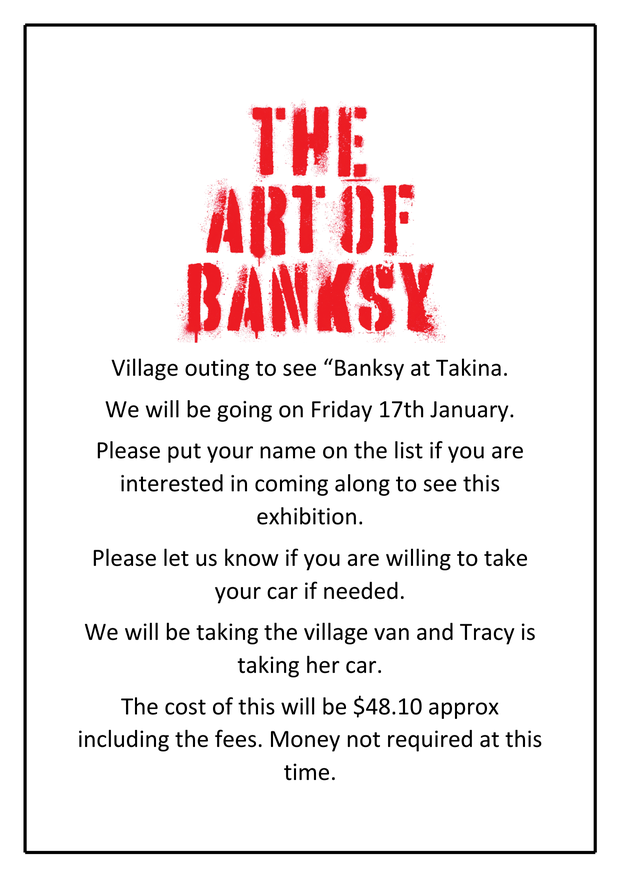 THE
ART OF
BANKSY
Village outing to see “Banksy at Takina.
We will be going on Friday 17th January.
Please put your name on the list if you are
interested in coming along to see this
exhibition.
Please let us know if you are willing to take
your car if needed.
We will be taking the village van and Tracy is
taking her car.
The cost of this will be $48.10 approx
including the fees. Money not required at this
time.